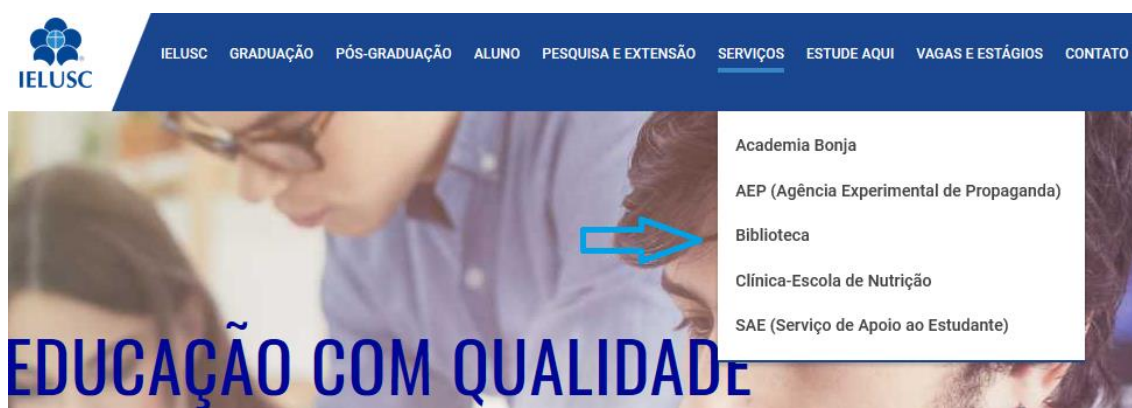 IELUSC
IELUSC GRADUAÇÃO PÓS-GRADUAÇÃO ALUNO PESQUISA E EXTENSÃO SERVIÇOS ESTUDE AQUI VAGAS E ESTÁGIOS CONTATO
Academia Bonja
AEP (Agência Experimental de Propaganda)
Biblioteca
Clínica-Escola de Nutrição
SAE (Serviço de Apoio ao Estudante)
EDUCAÇÃO COM QUALIDADE